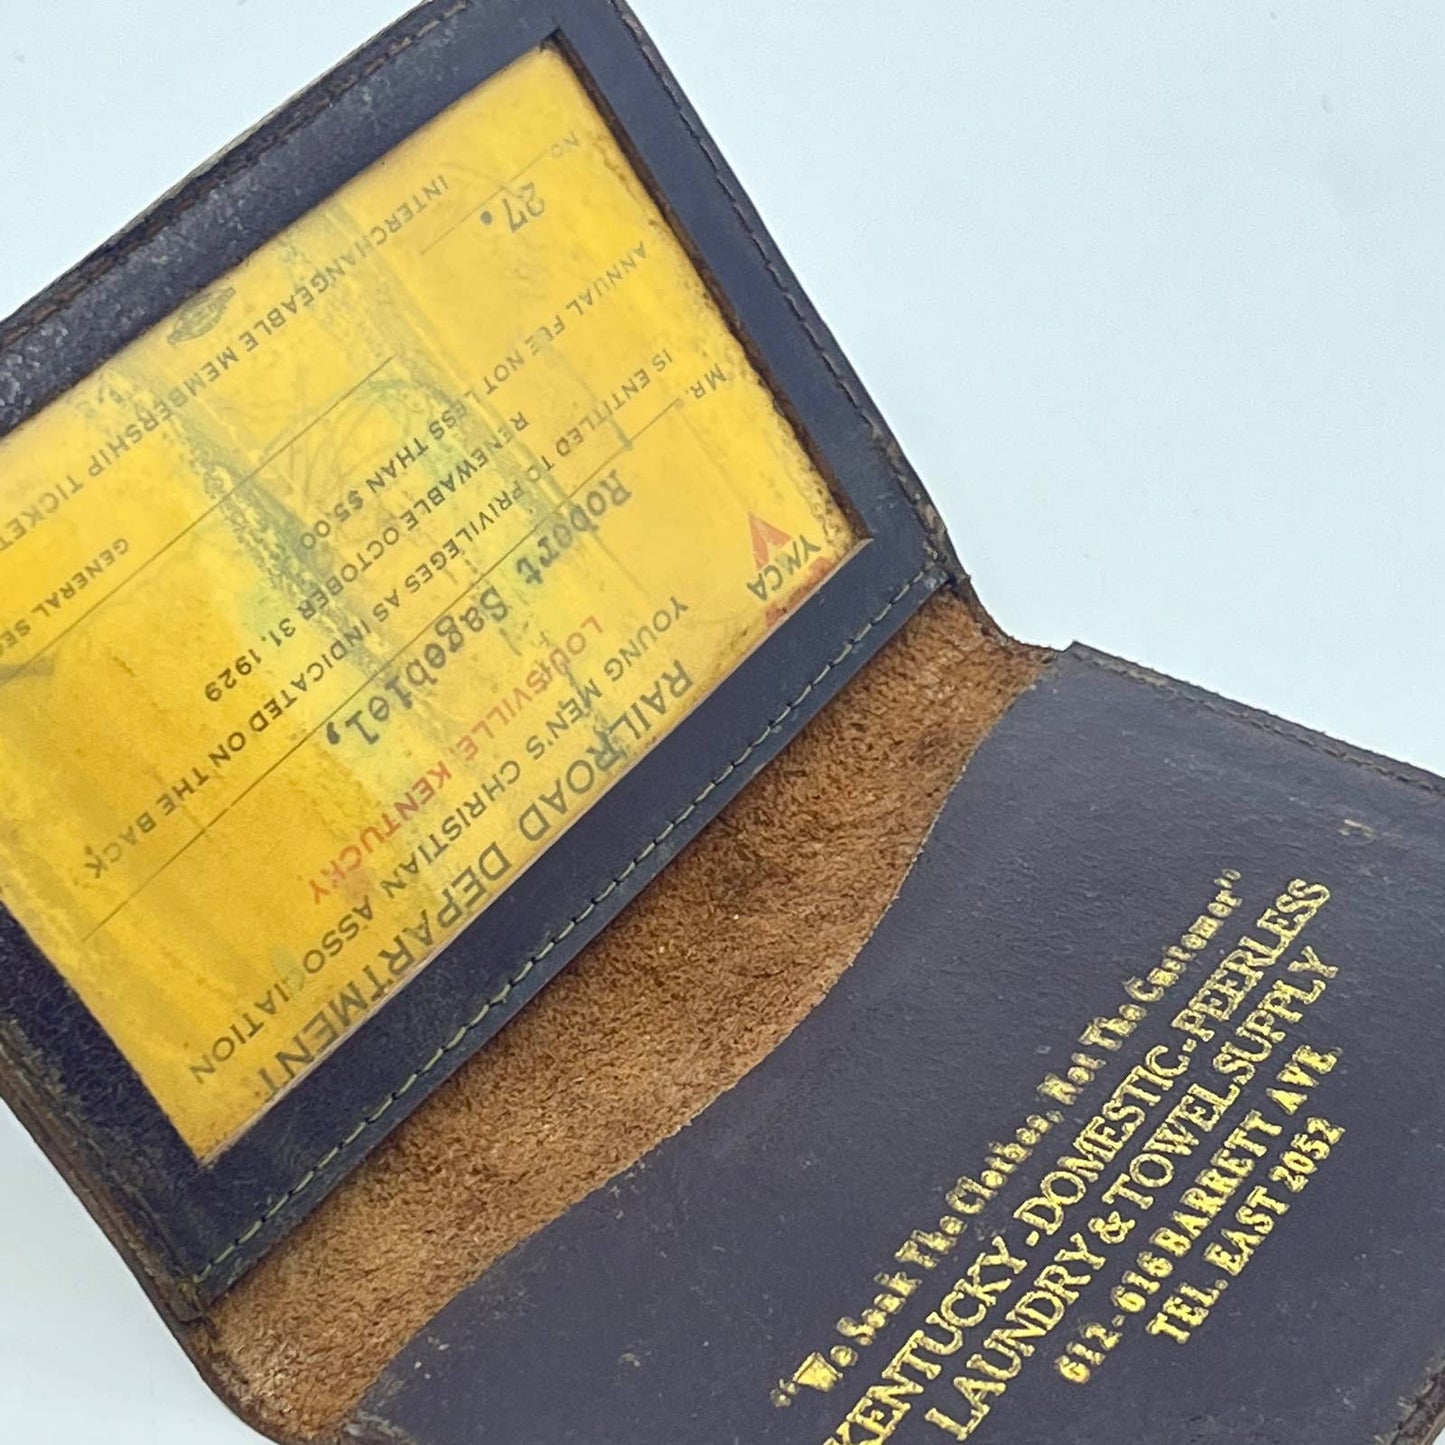 YMCA
RAILROAD DEPARTMENT
YOUNG MEN'S CHRISTIAN ASSOCIATION
LOUISVILLE, KENTUCKY
MR. Robert Sagebiel,
IS ENTITLED TO PRIVILEGES AS INDICATED ON THE BACK
RENEWABLE OCTOBER 31, 1929
ANNUAL FEE NOT LESS THAN $5.00
NO. 27.
GENERAL
INTERCHANGEABLE MEMBERSHIP TICKET
"We Soak The Clothes, Not The Customer"
KENTUCKY-DOMESTIC-PEERLESS
LAUNDRY & TOWEL SUPPLY
612-616 BARRETT AVE.
TEL. EAST 2052